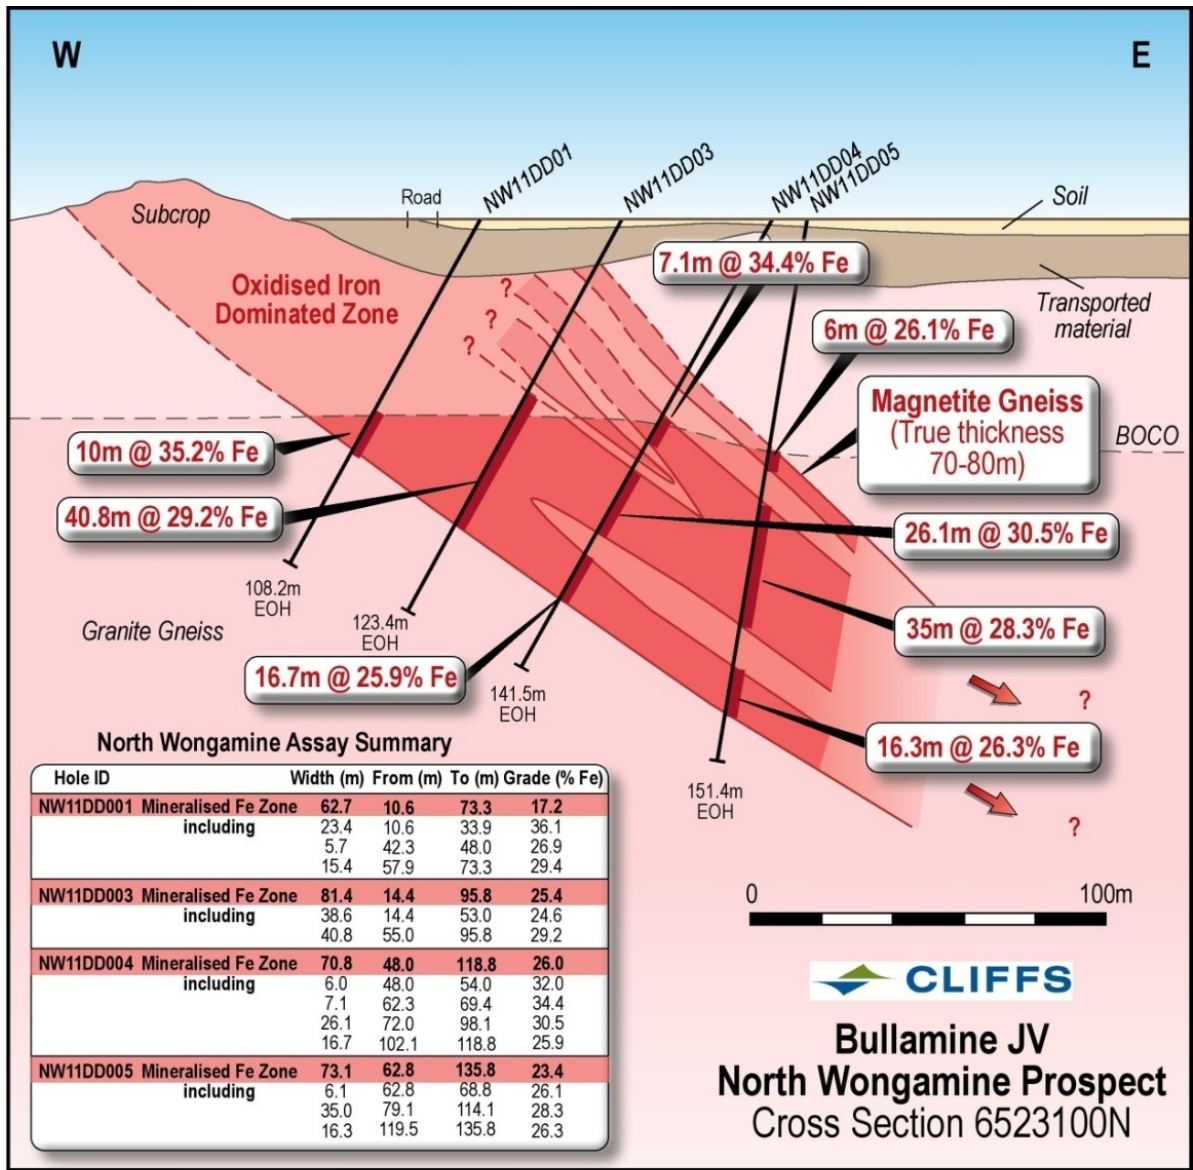 W
E
NW11DD01
NW11DD03
NW11DD04
NW11DD05
Road
Subcrop
Soil
7.1m @ 34.4% Fe
Oxidised Iron
Dominated Zone
?
?
?
Transported
material
6m @ 26.1% Fe
Magnetite Gneiss
(True thickness
70-80m)
BOCO
10m @ 35.2% Fe
40.8m @ 29.2% Fe
26.1m @ 30.5% Fe
108.2m
EOH
123.4m
EOH
Granite Gneiss
35m @ 28.3% Fe
16.7m @ 25.9% Fe
141.5m
EOH
?
16.3m @ 26.3% Fe
151.4m
EOH
?
North Wongamine Assay Summary
Hole ID Width (m) From (m) To (m) Grade (% Fe)
NW11DD001 Mineralised Fe Zone 62.7 10.6 73.3 17.2
including 23.4 10.6 33.9 36.1
5.7 42.3 48.0 26.9
15.4 57.9 73.3 29.4
NW11DD003 Mineralised Fe Zone 81.4 14.4 95.8 25.4
including 38.6 14.4 53.0 24.6
40.8 55.0 95.8 29.2
NW11DD004 Mineralised Fe Zone 70.8 48.0 118.8 26.0
including 6.0 48.0 54.0 32.0
7.1 62.3 69.4 34.4
26.1 72.0 98.1 30.5
16.7 102.1 118.8 25.9
NW11DD005 Mineralised Fe Zone 73.1 62.8 135.8 23.4
including 6.1 62.8 68.8 26.1
35.0 79.1 114.1 28.3
16.3 119.5 135.8 26.3
0 100m
CLIFFS
Bullamine JV
North Wongamine Prospect
Cross Section 6523100N